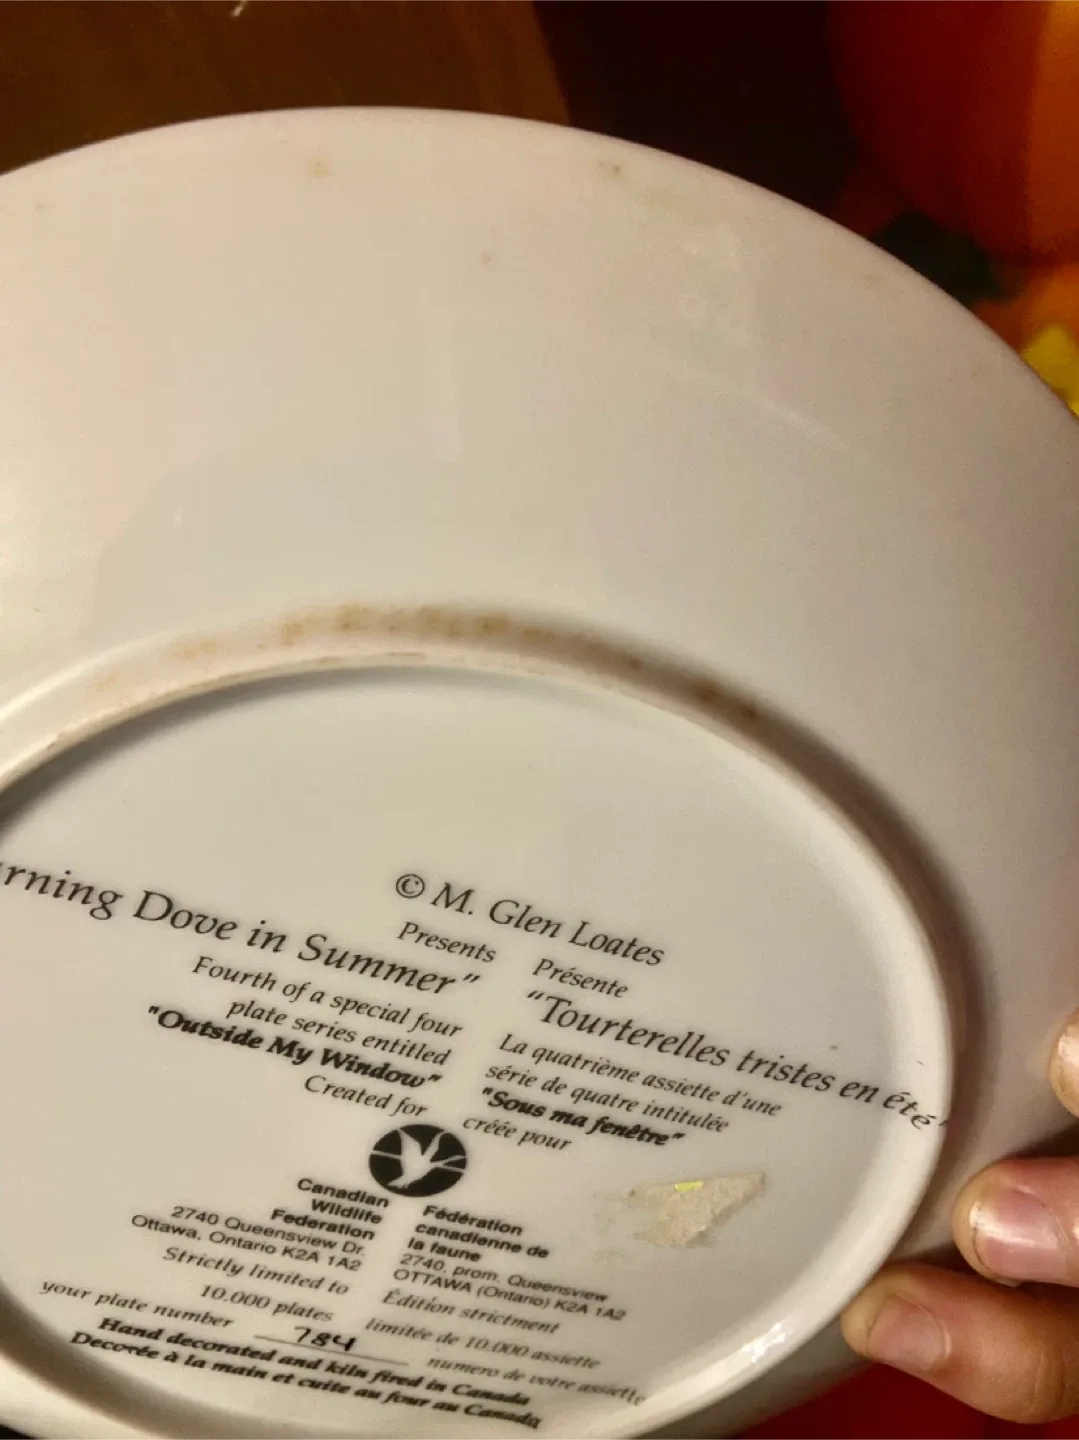 © M. Glen Loates
Presents
Présente
rning Dove in Summer”
“Tourterelles tristes en été
Fourth of a special four
plate series entitled
"Outside My Window"
Created for
La quatrième assiette d'une
série de quatre intitulée
"Sous ma fenêtre"
créée pour
Canadian
Wildlife
Federation
2740 Queensview Dr.
Ottawa, Ontario K2A 1A2
Fédération
canadienne de
la faune
2740, prom. Queensview
OTTAWA (Ontario) K2A 1A2
Strictly limited to
10.000 plates
your plate number
Édition strictment
limitée de 10.000 assiette
numero de votre assiette
784
Hand decorated and kiln fired in Canada
Decorée à la main et cuite au four au Canada